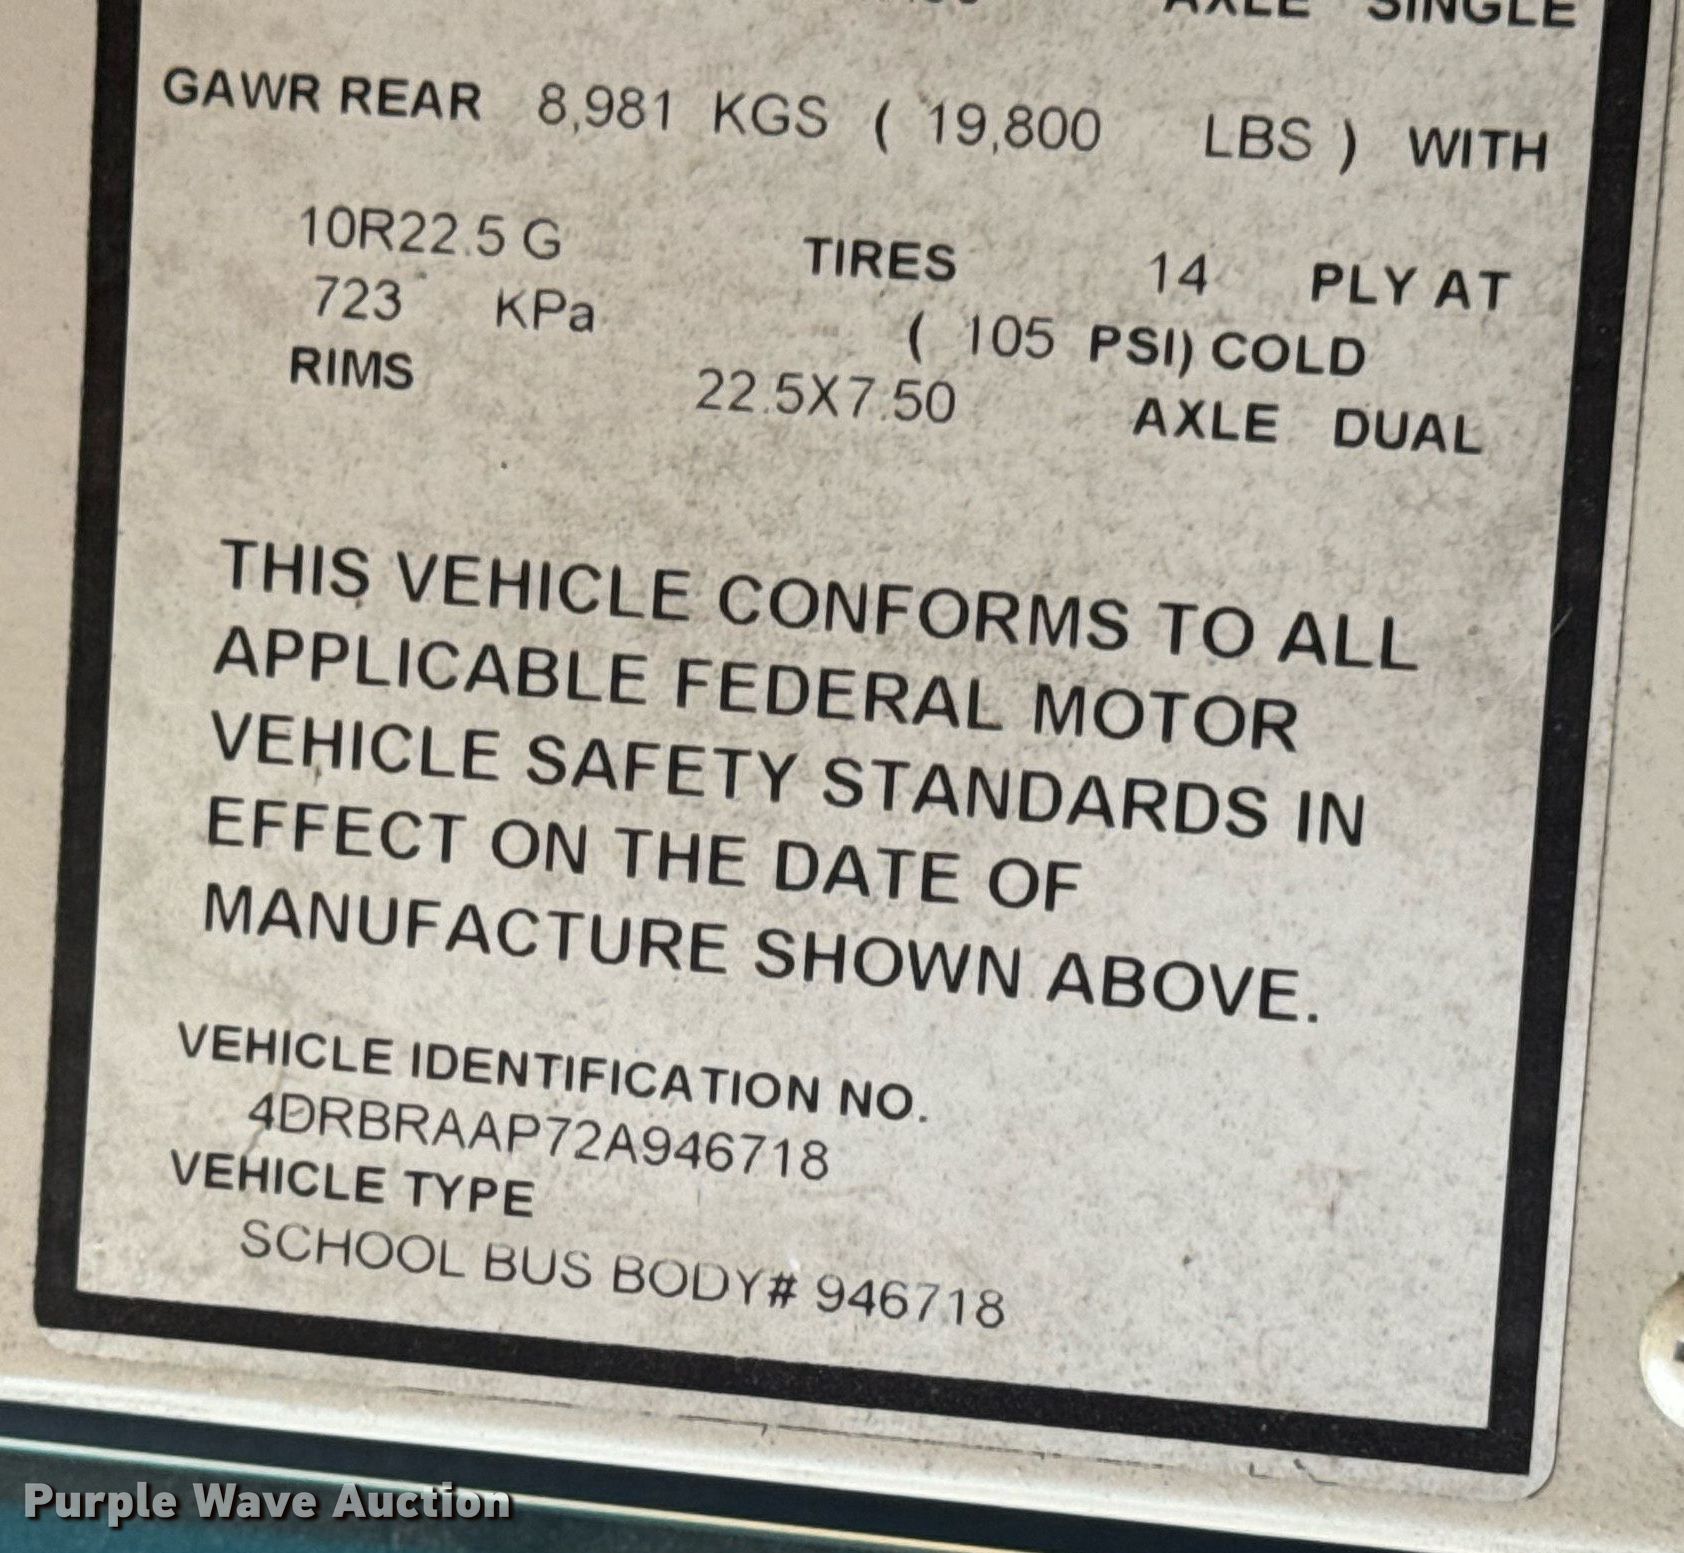 AXLE SINGLE
GAWR REAR 8,981 KGS ( 19,800 LBS ) WITH
10R22.5 G TIRES 14 PLY AT
723 KPa ( 105 PSI) COLD
RIMS 22.5X7.50 AXLE DUAL
THIS VEHICLE CONFORMS TO ALL
APPLICABLE FEDERAL MOTOR
VEHICLE SAFETY STANDARDS IN
EFFECT ON THE DATE OF
MANUFACTURE SHOWN ABOVE.
VEHICLE IDENTIFICATION NO.
4DRBRAAP72A946718
VEHICLE TYPE
SCHOOL BUS BODY# 946718
Purple Wave Auction